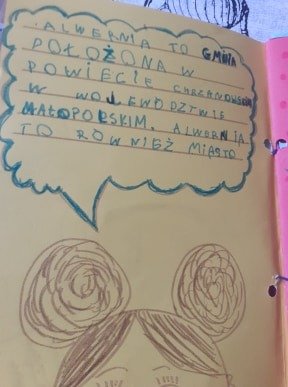 ALWERNIA TO GMINA
POŁOŻONA W
POWIECIE CHRZANOWSKIM
W WOJEWÓDZTWIE
MAŁOPOLSKIM. ALWERNIA
TO RÓWNIEŻ MIASTO